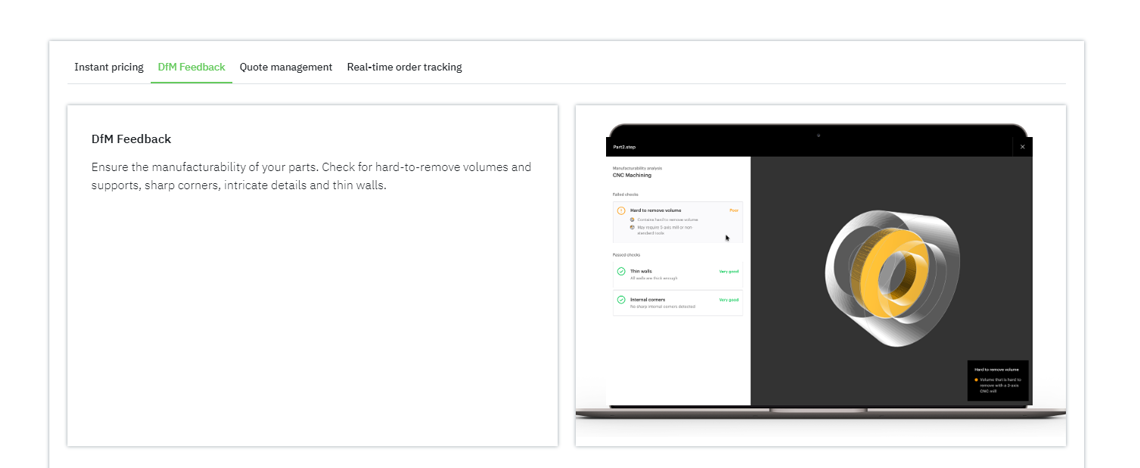 Instant pricing
DfM Feedback
Quote management
Real-time order tracking
DfM Feedback
Ensure the manufacturability of your parts. Check for hard-to-remove volumes and
supports, sharp corners, intricate details and thin walls.
Part2.step
Manufacturability analysis
CNC Machining
Failed checks
Hard to remove volume
Poor
Contains hard to remove volume
May require 5-axis mill or non
standard tools
Passed checks
Thin walls
Very good
All walls are thick enough
Internal corners
Very good
No sharp internal corners detected
Hard to remove volume
Volume that is hard to
remove with a 3-axis
CNC mill